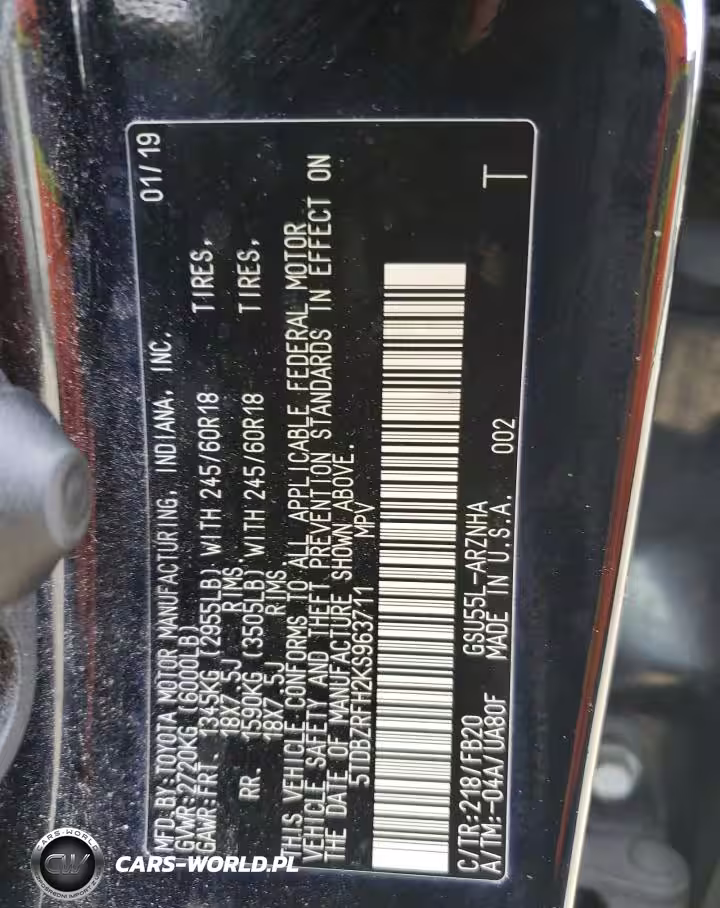 MFD.BY:TOYOTA MOTOR MANUFACTURING, INDIANA, INC. 01/19
GVWR:2720KG (6000LB)
GAWR:FRT. 1345KG (2955LB) WITH 245/60R18 TIRES,
18X7.5J RIMS.
RR. 1590KG (3505LB) WITH 245/60R18 TIRES,
18X7.5J RIMS.
THIS VEHICLE CONFORMS TO ALL APPLICABLE FEDERAL MOTOR
VEHICLE SAFETY AND THEFT PREVENTION STANDARDS IN EFFECT ON
THE DATE OF MANUFACTURE SHOWN ABOVE.
5TDBZRFH2KS963711 MPV
C/TR:218/FB20 GSU55L-ARZNHA
A/TM:-04A/UA80F MADE IN U.S.A. 002 T
CARS-WORLD
CW
CARS-WORLD.PL